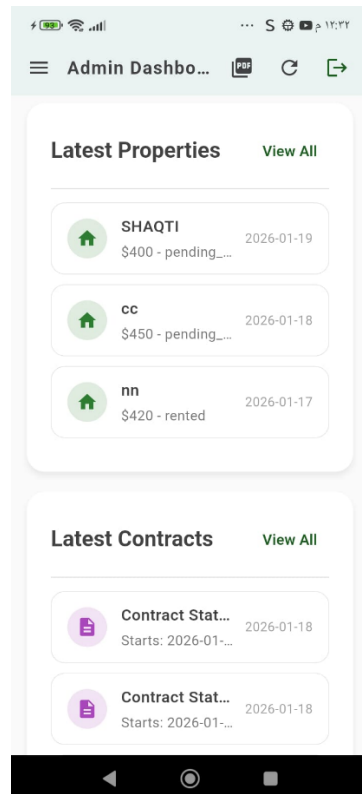 93 ... S م ١٢:٣٢
Admin Dashbo... PDF
Latest Properties View All
SHAQTI
$400 - pending_... 2026-01-19
cc
$450 - pending_... 2026-01-18
nn
$420 - rented 2026-01-17
Latest Contracts View All
Contract Stat...
Starts: 2026-01-... 2026-01-18
Contract Stat...
Starts: 2026-01-... 2026-01-18